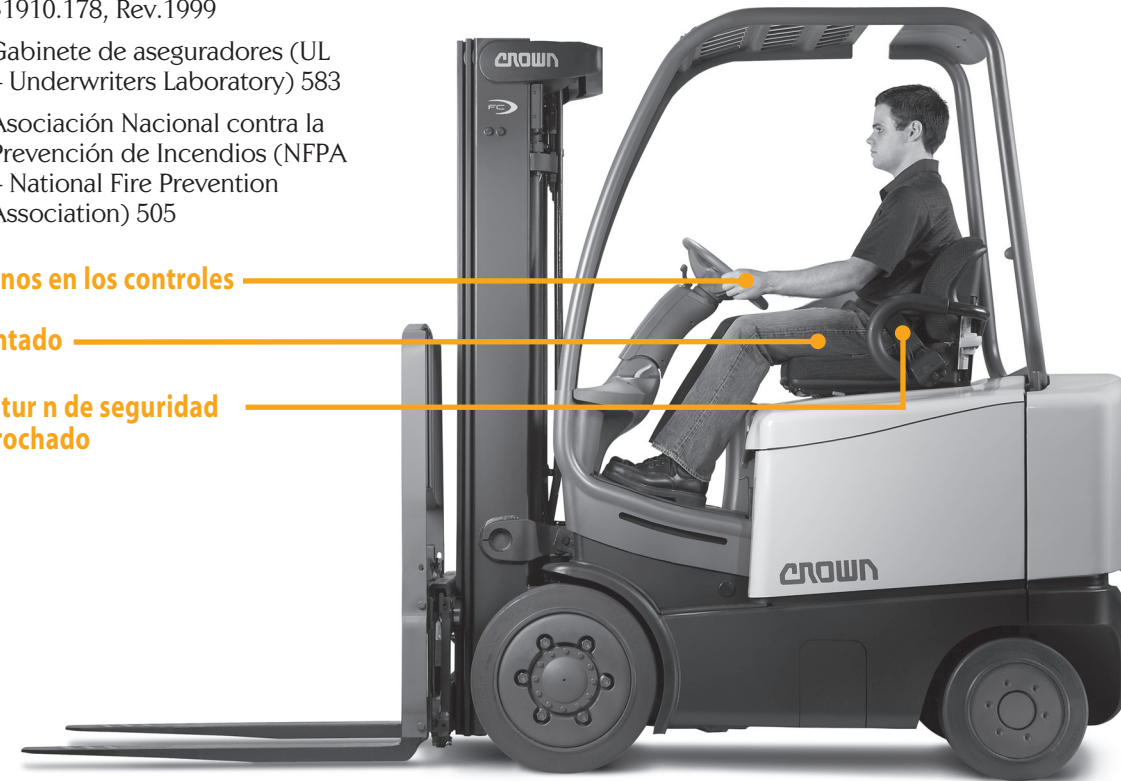 1910.178, Rev.1999
Gabinete de aseguradores (UL
- Underwriters Laboratory) 583
Asociación Nacional contra la
Prevención de Incendios (NFPA
- National Fire Prevention
Association) 505
nos en los controles
ntado
tur n de seguridad
rochado
CROWN
FC
CROWN